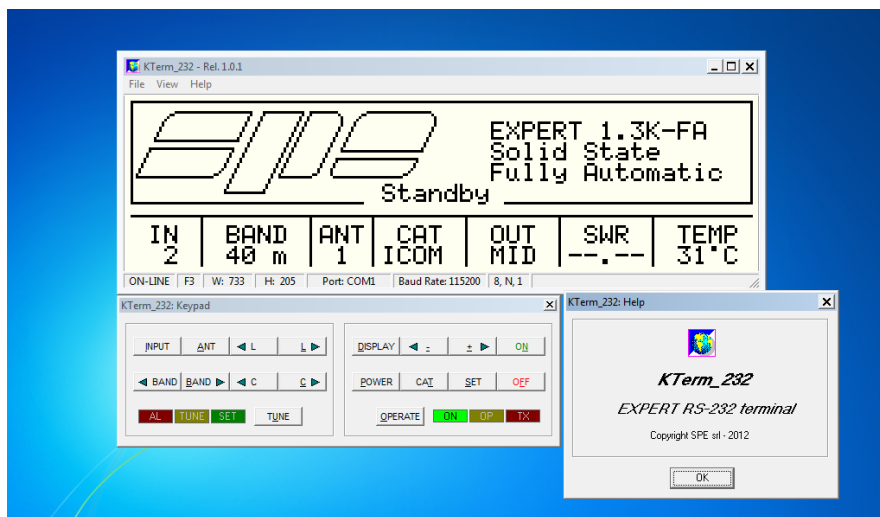 KTerm_232 - Rel. 1.0.1
File View Help
spe
EXPERT 1.3K-FA
Solid State
Fully Automatic
Standby
IN BAND ANT CAT OUT SWR TEMP
2 40 m 1 ICOM MID --.-- 31°C
ON-LINE F3 W: 733 H: 205 Port: COM1 Baud Rate: 115200 8, N, 1
KTerm_232: Keypad
INPUT ANT ◄ L L ► DISPLAY ◄ - + ► ON
◄ BAND BAND ► ◄ C C ► POWER CAT SET OFF
AL TUNE SET TUNE OPERATE ON OP TX
KTerm_232: Help
KTerm_232
EXPERT RS-232 terminal
Copyright SPE srl - 2012
OK